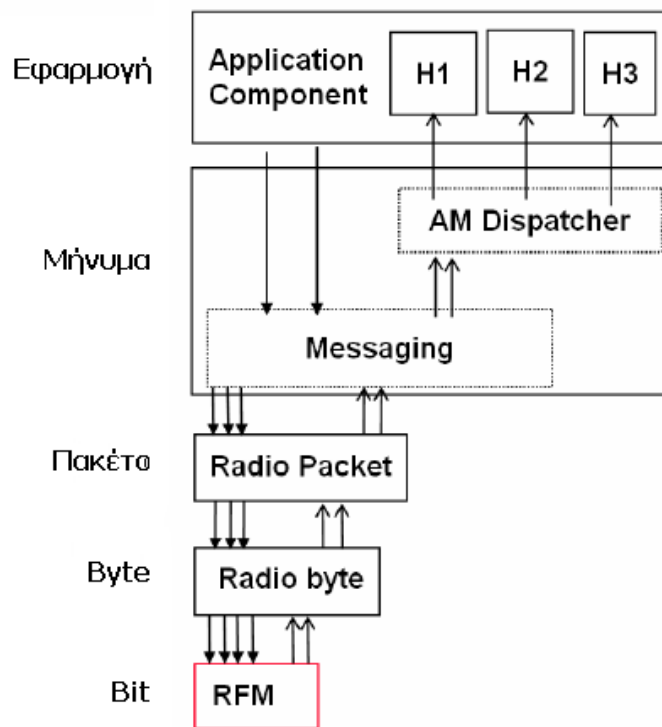 Εφαρμογή
Application
Component
H1
H2
H3
AM Dispatcher
Μήνυμα
Messaging
Πακέτο
Radio Packet
Byte
Radio byte
Bit
RFM